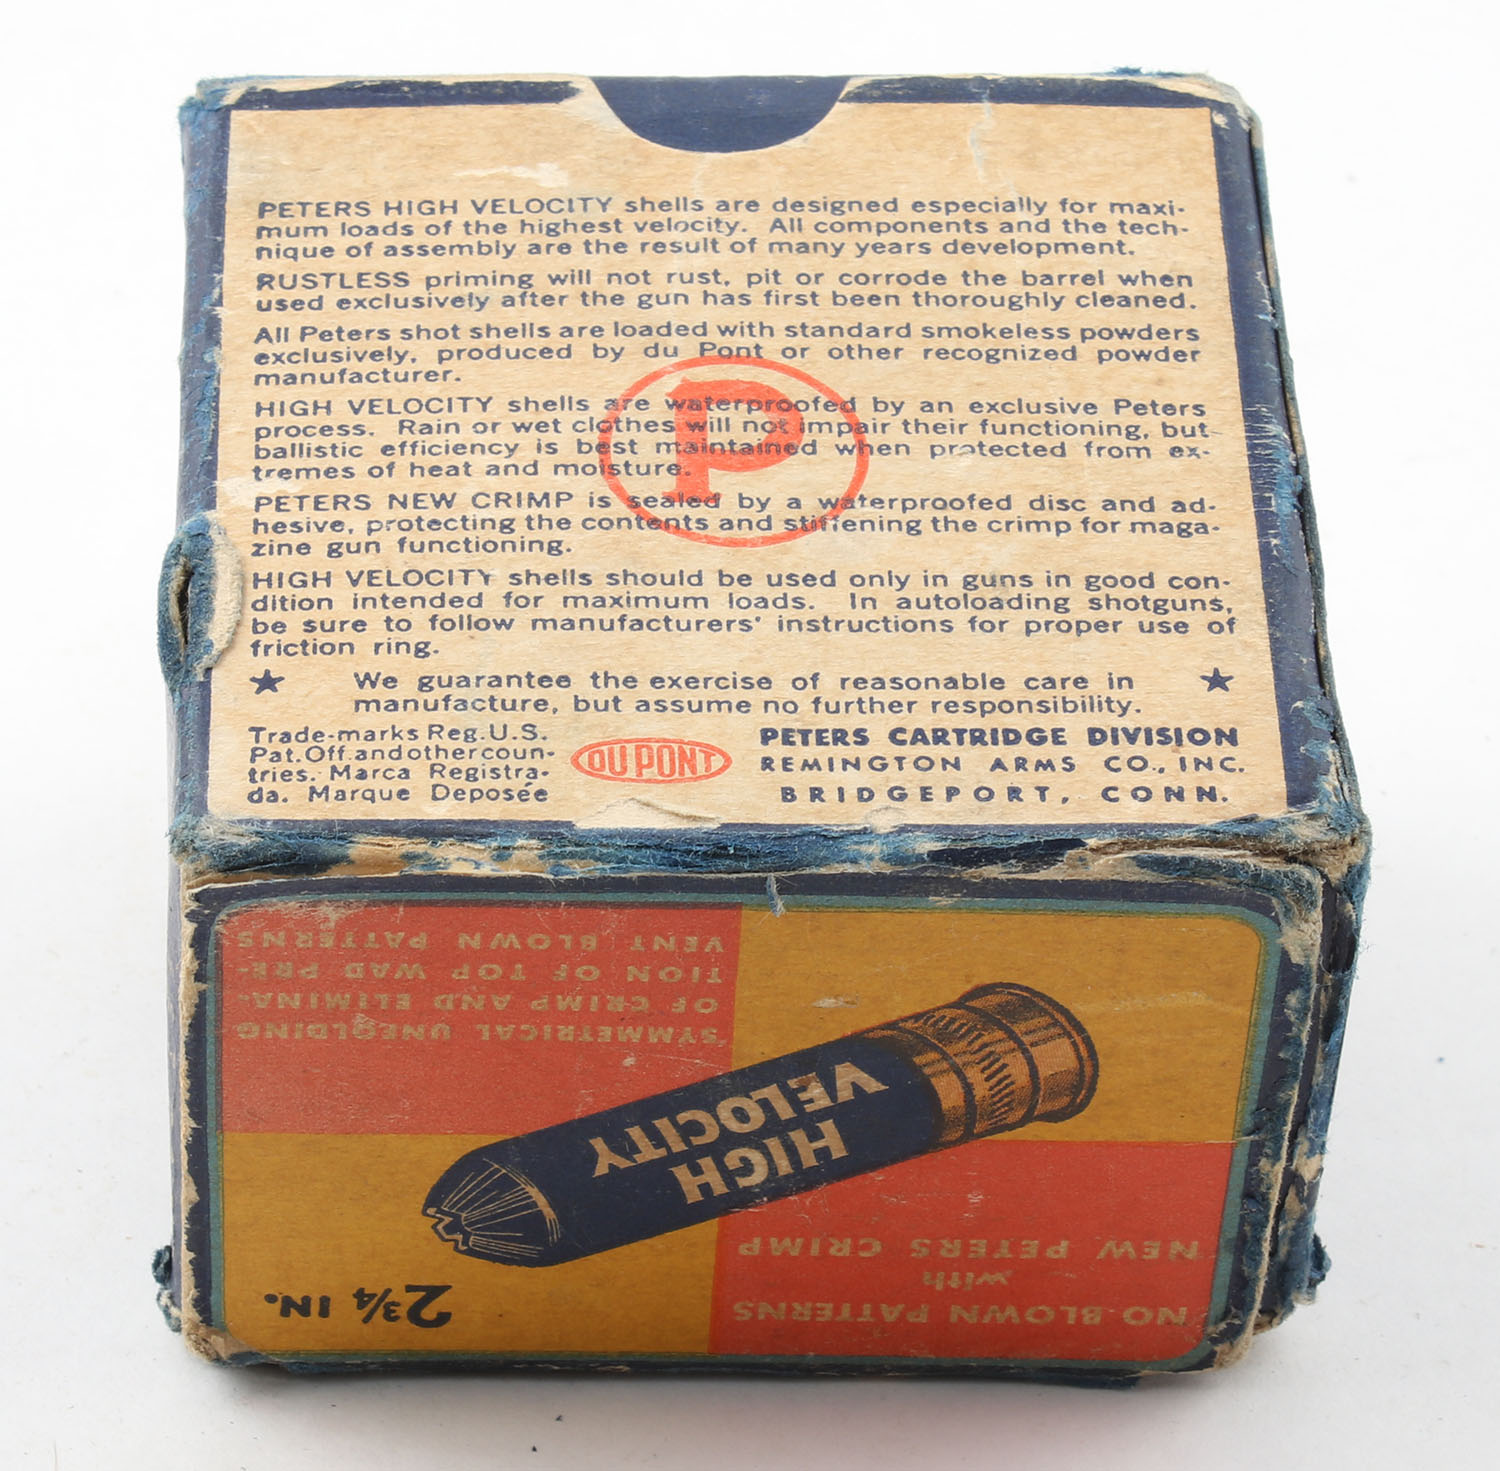 PETERS HIGH VELOCITY shells are designed especially for maxi-
mum loads of the highest velocity. All components and the tech-
nique of assembly are the result of many years development.
RUSTLESS priming will not rust, pit or corrode the barrel when
used exclusively after the gun has first been thoroughly cleaned.
All Peters shot shells are loaded with standard smokeless powders
exclusively, produced by du Pont or other recognized powder
manufacturer.
HIGH VELOCITY shells are waterproofed by an exclusive Peters
process. Rain or wet clothes will not impair their functioning, but
ballistic efficiency is best maintained when protected from ex-
tremes of heat and moisture.
P
PETERS NEW CRIMP is sealed by a waterproofed disc and ad-
hesive, protecting the contents and stiffening the crimp for maga-
zine gun functioning.
HIGH VELOCITY shells should be used only in guns in good con-
dition intended for maximum loads. In autoloading shotguns,
be sure to follow manufacturers' instructions for proper use of
friction ring.
★ We guarantee the exercise of reasonable care in ★
manufacture, but assume no further responsibility.
Trade-marks Reg. U.S.
Pat. Off. and other coun-
tries. Marca Registra-
da. Marque Deposée
DU PONT
PETERS CARTRIDGE DIVISION
REMINGTON ARMS CO., INC.
BRIDGEPORT, CONN.
NO BLOWN PATTERNS
with
NEW PETERS CRIMP
2¾ IN.
HIGH
VELOCITY
SYMMETRICAL UNFOLDING
OF CRIMP AND ELIMINA-
TION OF TOP WAD PRE-
VENT BLOWN PATTERNS